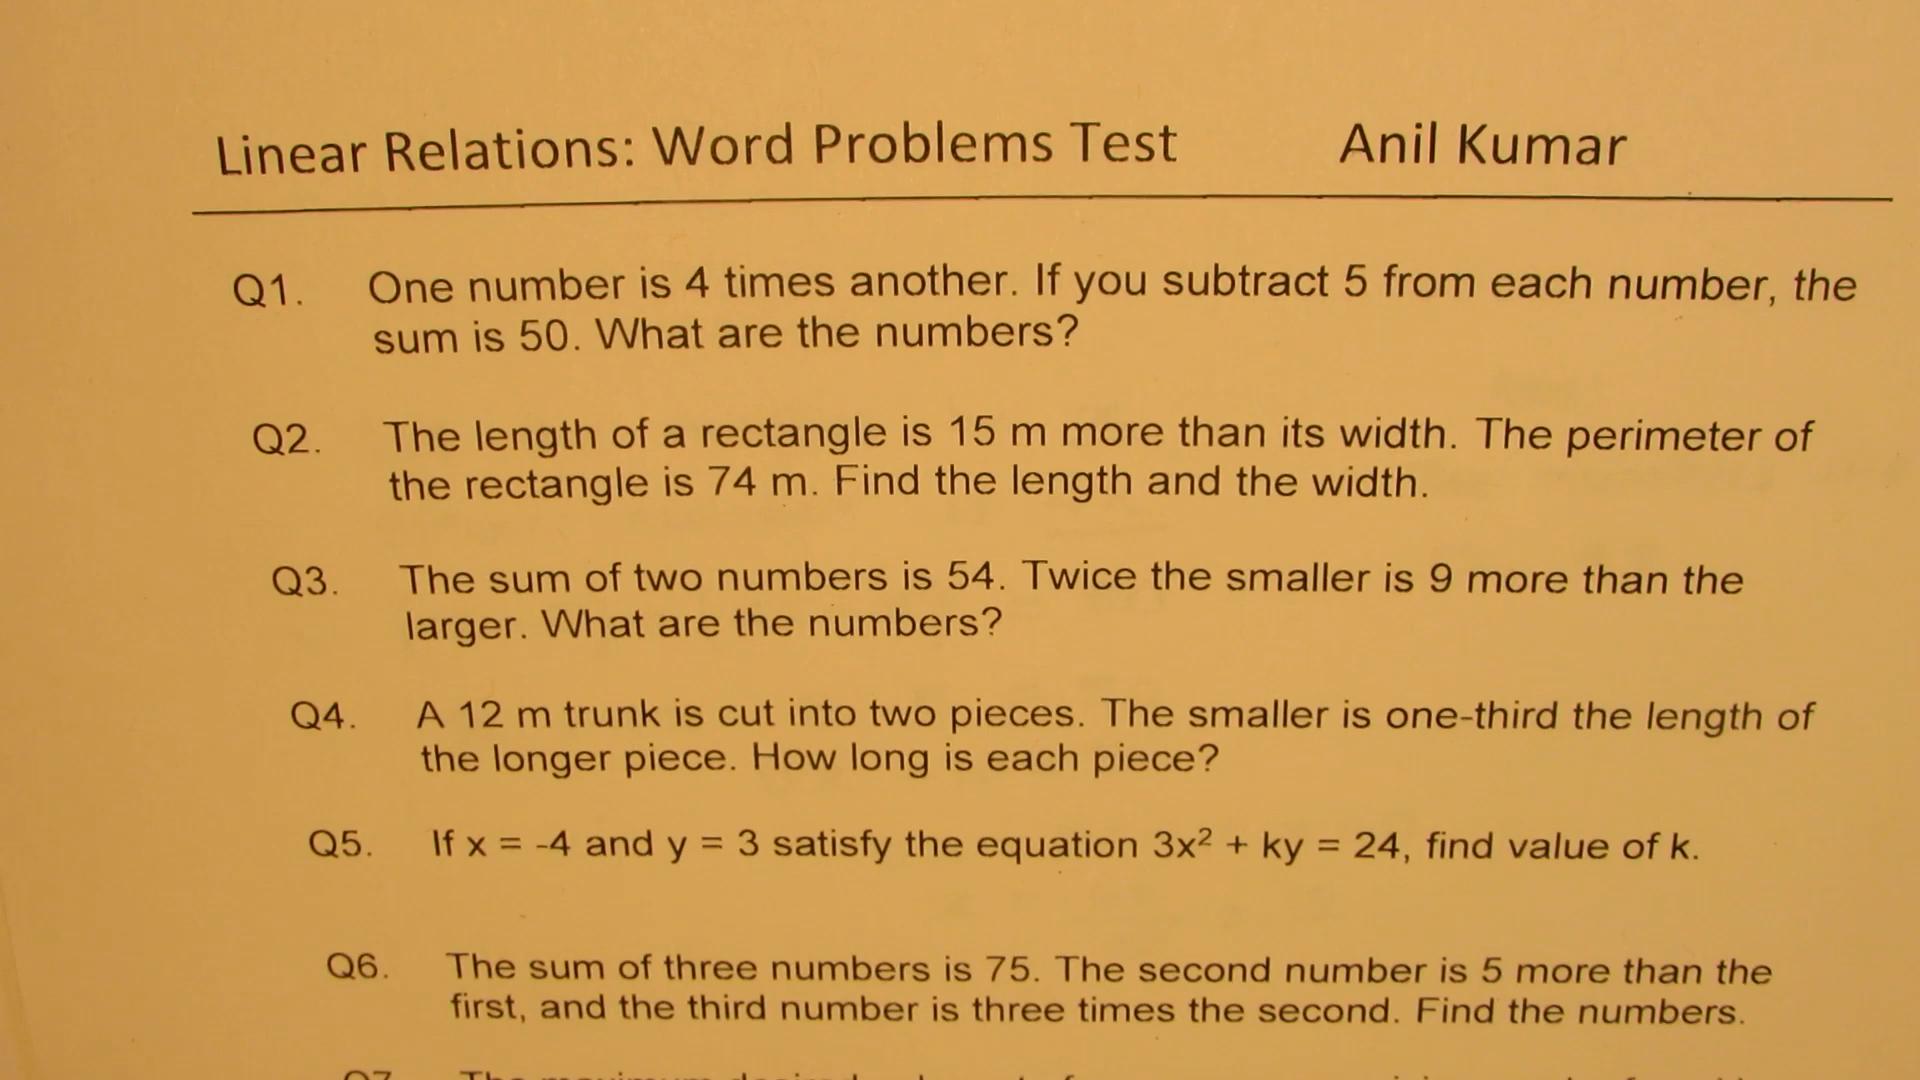 Linear Relations: Word Problems Test Anil Kumar
Q1. One number is 4 times another. If you subtract 5 from each number, the
sum is 50. What are the numbers?
Q2. The length of a rectangle is 15 m more than its width. The perimeter of
the rectangle is 74 m. Find the length and the width.
Q3. The sum of two numbers is 54. Twice the smaller is 9 more than the
larger. What are the numbers?
Q4. A 12 m trunk is cut into two pieces. The smaller is one-third the length of
the longer piece. How long is each piece?
Q5. If x = -4 and y = 3 satisfy the equation 3x² + ky = 24, find value of k.
Q6. The sum of three numbers is 75. The second number is 5 more than the
first, and the third number is three times the second. Find the numbers.
Q7 The maximum